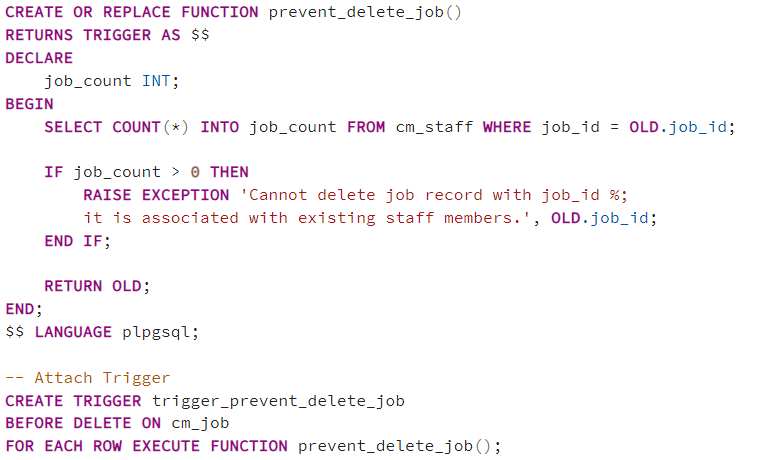 CREATE OR REPLACE FUNCTION prevent_delete_job()
RETURNS TRIGGER AS $$
DECLARE
    job_count INT;
BEGIN
    SELECT COUNT(*) INTO job_count FROM cm_staff WHERE job_id = OLD.job_id;

    IF job_count > 0 THEN
        RAISE EXCEPTION 'Cannot delete job record with job_id %;
        it is associated with existing staff members.', OLD.job_id;
    END IF;

    RETURN OLD;
END;
$$ LANGUAGE plpgsql;

-- Attach Trigger
CREATE TRIGGER trigger_prevent_delete_job
BEFORE DELETE ON cm_job
FOR EACH ROW EXECUTE FUNCTION prevent_delete_job();